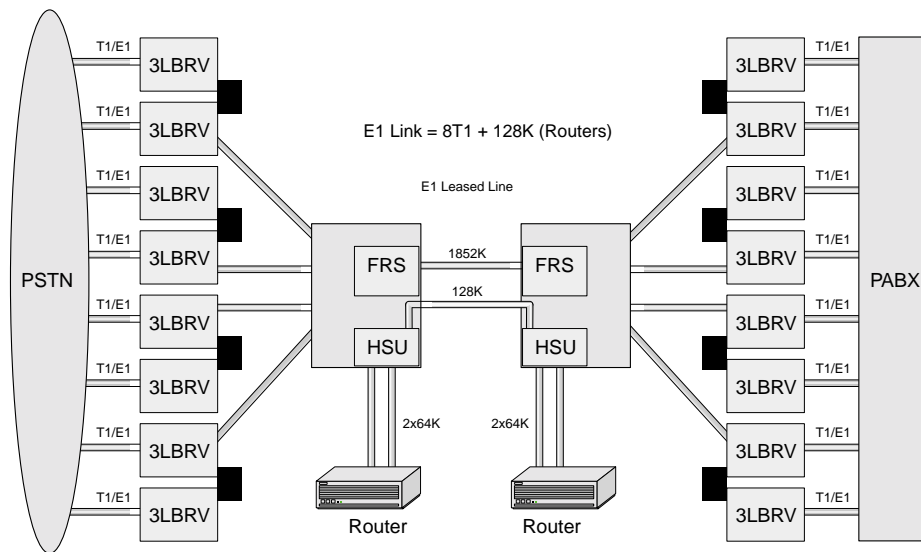 T1/E1
3LBRV
3LBRV
T1/E1
T1/E1
3LBRV
3LBRV
T1/E1
E1 Link = 8T1 + 128K (Routers)
T1/E1
3LBRV
3LBRV
T1/E1
E1 Leased Line
T1/E1
3LBRV
3LBRV
T1/E1
PSTN
FRS
1852K
FRS
PABX
128K
T1/E1
3LBRV
3LBRV
T1/E1
HSU
HSU
T1/E1
3LBRV
3LBRV
T1/E1
2x64K
2x64K
T1/E1
3LBRV
3LBRV
T1/E1
T1/E1
3LBRV
3LBRV
T1/E1
Router
Router